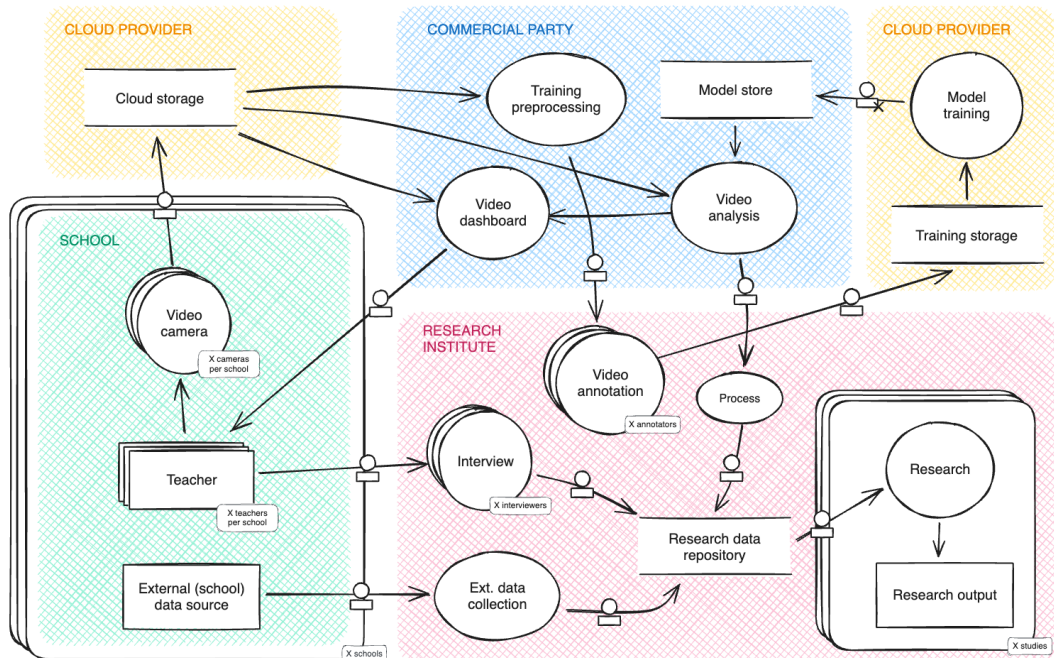 CLOUD PROVIDER
COMMERCIAL PARTY
CLOUD PROVIDER
Cloud storage
Training
preprocessing
Model store
Model
training
Video
dashboard
Video
analysis
Training storage
SCHOOL
Video
camera
X cameras
per school
RESEARCH
INSTITUTE
Video
annotation
X annotators
Process
Teacher
X teachers
per school
Interview
X interviewers
Research
Research data
repository
External (school)
data source
Ext. data
collection
Research output
X schools
X studies